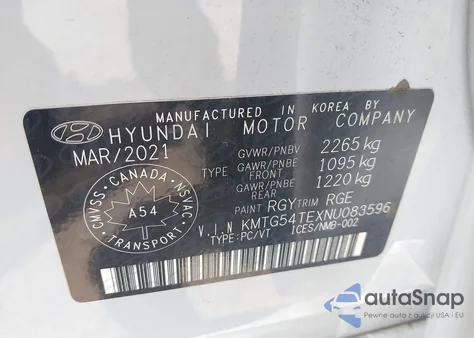 MANUFACTURED IN KOREA BY
HYUNDAI MOTOR COMPANY
MAR/2021
GVWR/PNBV 2265 kg
TYPE GAWR/PNBE FRONT 1095 kg
GAWR/PNBE REAR 1220 kg
PAINT RGY TRIM RGE
V.I.N KMTG54TEXNU083596
TYPE:PC/VT ICES/NMB-002
CMVSS · CANADA · NSVAC · TRANSPORT ·
A54
autoSnap
Pewne auta z aukcji USA i EU